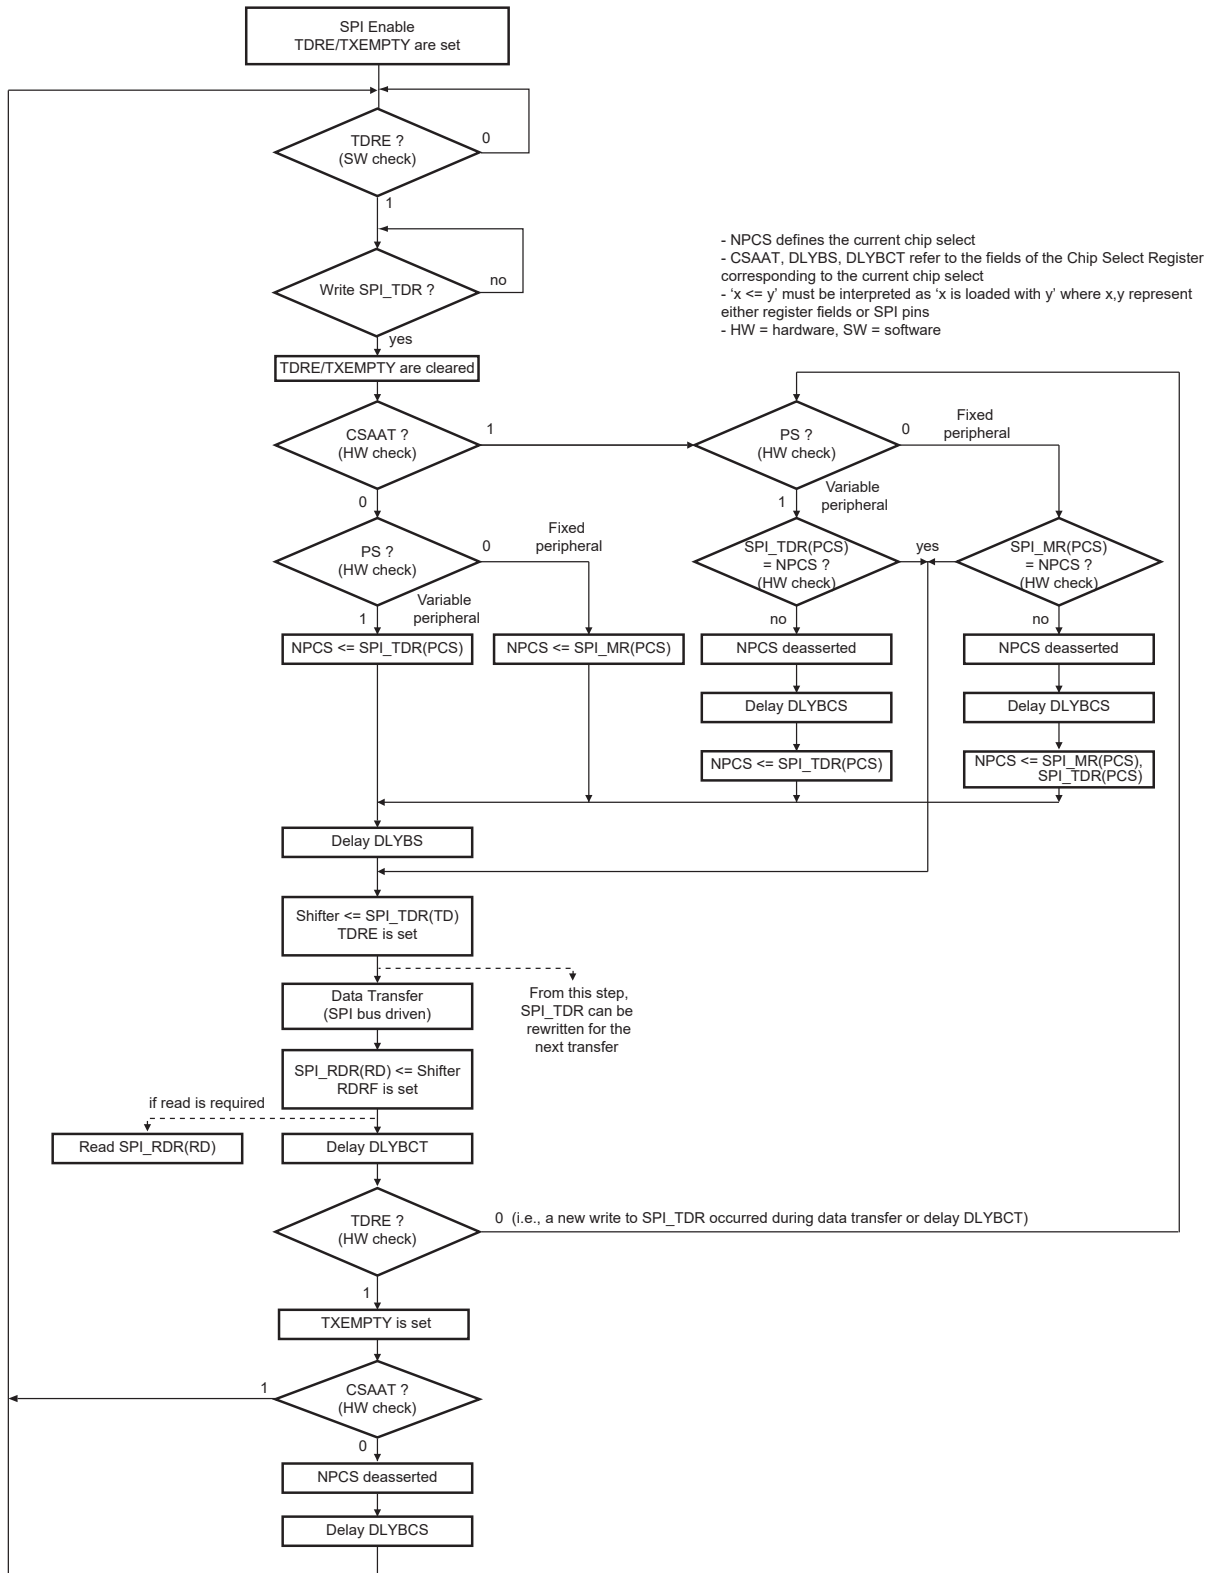 SPI Enable
TDRE/TXEMPTY are set
TDRE ?
(SW check)
0
1
Write SPI_TDR ?
no
yes
- NPCS defines the current chip select
- CSAAT, DLYBS, DLYBCT refer to the fields of the Chip Select Register
corresponding to the current chip select
- ‘x <= y’ must be interpreted as ‘x is loaded with y’ where x,y represent
either register fields or SPI pins
- HW = hardware, SW = software
TDRE/TXEMPTY are cleared
CSAAT ?
(HW check)
1
0
PS ?
(HW check)
0
Fixed
peripheral
1
Variable
peripheral
PS ?
(HW check)
0
Fixed
peripheral
1
Variable
peripheral
SPI_TDR(PCS)
= NPCS ?
(HW check)
yes
SPI_MR(PCS)
= NPCS ?
(HW check)
no
no
NPCS <= SPI_TDR(PCS)
NPCS <= SPI_MR(PCS)
NPCS deasserted
NPCS deasserted
Delay DLYBCS
Delay DLYBCS
NPCS <= SPI_TDR(PCS)
NPCS <= SPI_MR(PCS),
SPI_TDR(PCS)
Delay DLYBS
Shifter <= SPI_TDR(TD)
TDRE is set
Data Transfer
(SPI bus driven)
From this step,
SPI_TDR can be
rewritten for the
next transfer
SPI_RDR(RD) <= Shifter
RDRF is set
if read is required
Read SPI_RDR(RD)
Delay DLYBCT
TDRE ?
(HW check)
0 (i.e., a new write to SPI_TDR occurred during data transfer or delay DLYBCT)
1
TXEMPTY is set
CSAAT ?
(HW check)
1
0
NPCS deasserted
Delay DLYBCS